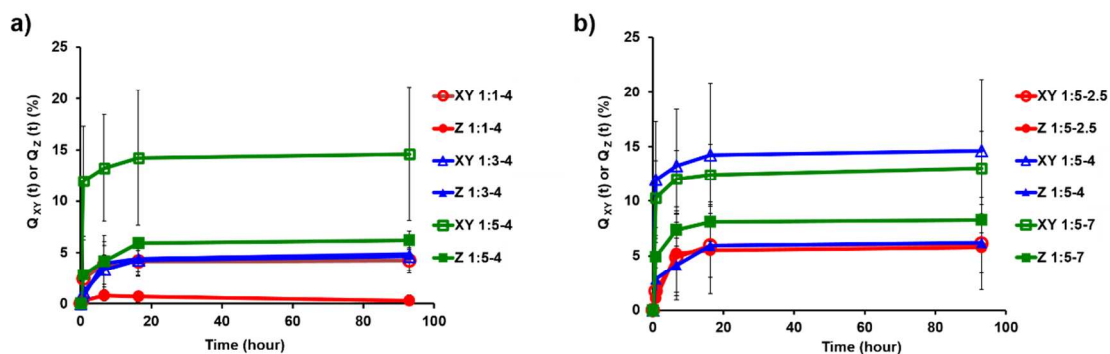 a)
Q_XY (t) or Q_Z (t) (%)
25
20
15
10
5
0
0 20 40 60 80 100
Time (hour)
XY 1:1-4
Z 1:1-4
XY 1:3-4
Z 1:3-4
XY 1:5-4
Z 1:5-4
b)
Q_XY (t) or Q_Z (t) (%)
25
20
15
10
5
0
0 20 40 60 80 100
Time (hour)
XY 1:5-2.5
Z 1:5-2.5
XY 1:5-4
Z 1:5-4
XY 1:5-7
Z 1:5-7